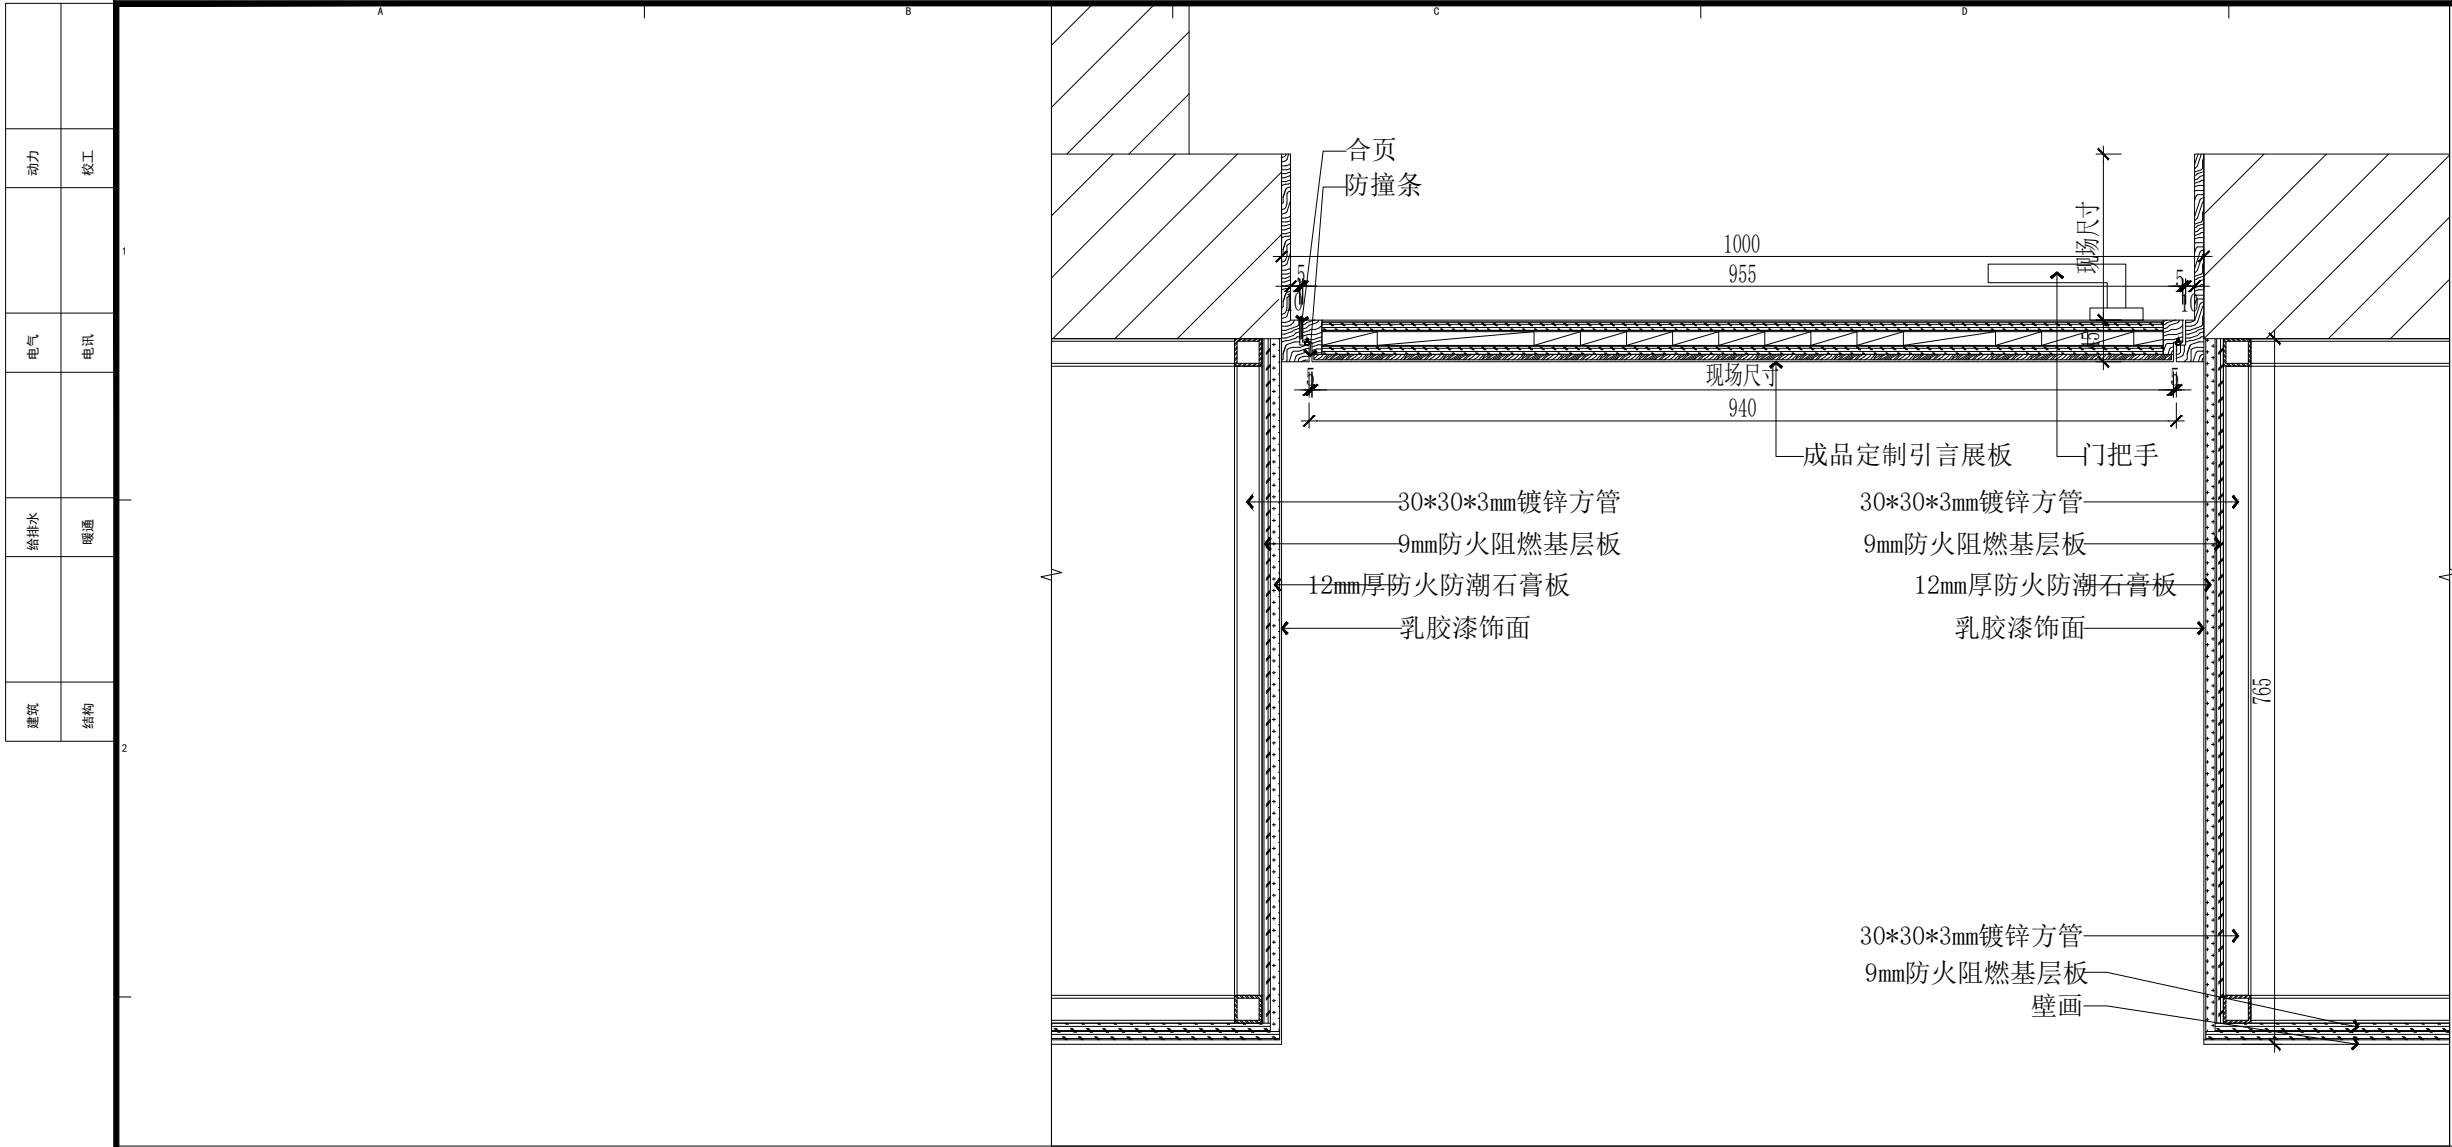 A
B
C
D
动力
校工
电气
电讯
给排水
暖通
建筑
结构
1
2
合页
防撞条
现场尺寸
1000
5
955
5
10
45
5
现场尺寸
5
940
成品定制引言展板
门把手
30*30*3mm镀锌方管
30*30*3mm镀锌方管
9mm防火阻燃基层板
9mm防火阻燃基层板
12mm厚防火防潮石膏板
12mm厚防火防潮石膏板
乳胶漆饰面
乳胶漆饰面
765
30*30*3mm镀锌方管
9mm防火阻燃基层板
壁画